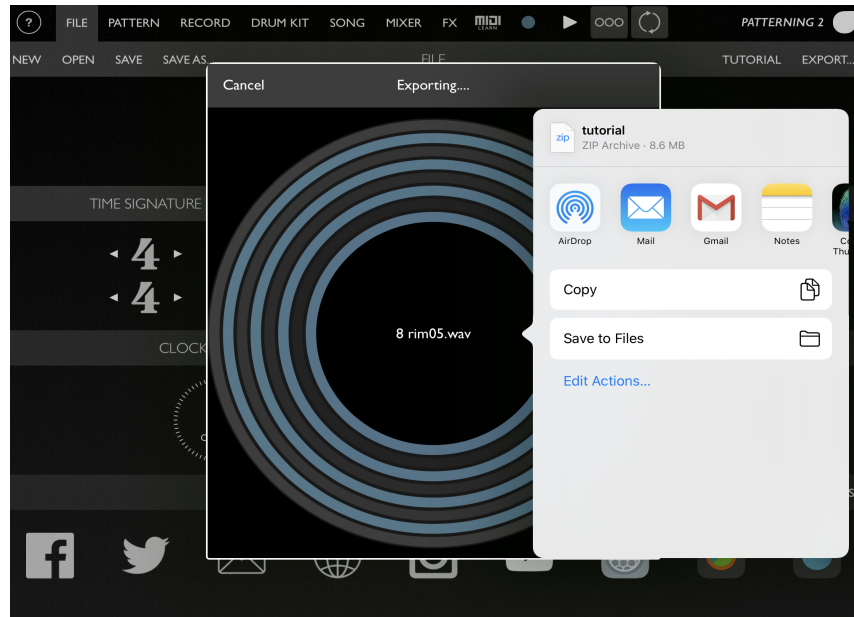 ?
FILE PATTERN RECORD DRUM KIT SONG MIXER FX MIDI LEARN PATTERNING 2
NEW OPEN SAVE SAVE AS... FILE TUTORIAL EXPORT...
Cancel Exporting....
zip tutorial
ZIP Archive · 8.6 MB
AirDrop Mail Gmail Notes
TIME SIGNATURE
4
4
Copy
8 rim05.wav
Save to Files
CLOCK
Edit Actions...